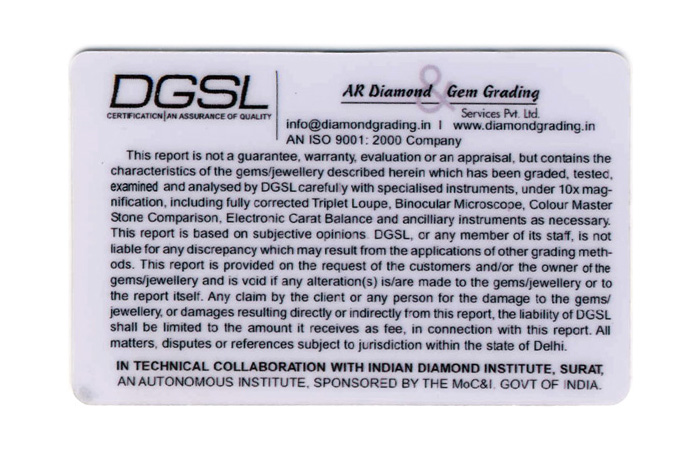 DGSL
CERTIFICATION|AN ASSURANCE OF QUALITY
AR Diamond & Gem Grading
Services Pvt. Ltd.
info@diamondgrading.in | www.diamondgrading.in
AN ISO 9001: 2000 Company
This report is not a guarantee, warranty, evaluation or an appraisal, but contains the
characteristics of the gems/jewellery described herein which has been graded, tested,
examined and analysed by DGSL carefully with specialised instruments, under 10x mag-
nification, including fully corrected Triplet Loupe, Binocular Microscope, Colour Master
Stone Comparison, Electronic Carat Balance and ancilliary instruments as necessary.
This report is based on subjective opinions. DGSL, or any member of its staff, is not
liable for any discrepancy which may result from the applications of other grading meth-
ods. This report is provided on the request of the customers and/or the owner of the
gems/jewellery and is void if any alteration(s) is/are made to the gems/jewellery or to
the report itself. Any claim by the client or any person for the damage to the gems/
jewellery, or damages resulting directly or indirectly from this report, the liability of DGSL
shall be limited to the amount it receives as fee, in connection with this report. All
matters, disputes or references subject to jurisdiction within the state of Delhi.
IN TECHNICAL COLLABORATION WITH INDIAN DIAMOND INSTITUTE, SURAT,
AN AUTONOMOUS INSTITUTE, SPONSORED BY THE MoC&I. GOVT OF INDIA.